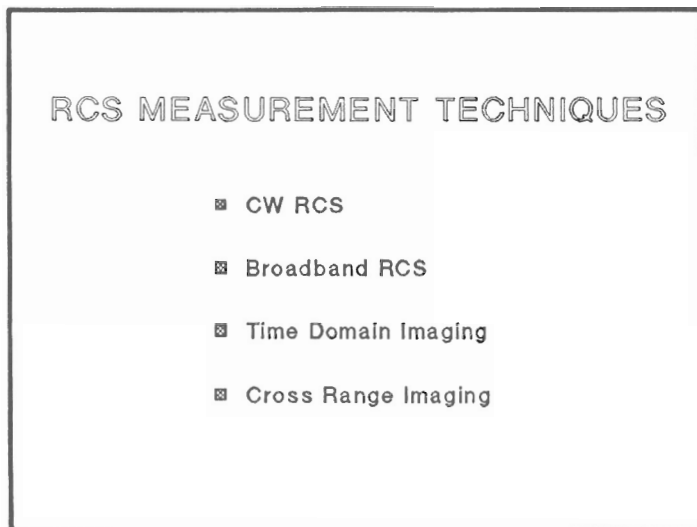 RCS MEASUREMENT TECHNIQUES
CW RCS
Broadband RCS
Time Domain Imaging
Cross Range Imaging